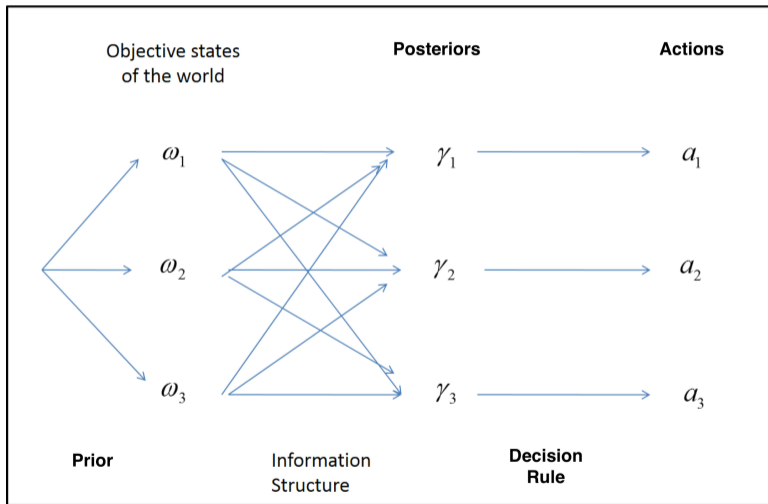 Objective states
of the world
Posteriors
Actions
ω₁
γ₁
a₁
ω₂
γ₂
a₂
ω₃
γ₃
a₃
Prior
Information
Structure
Decision
Rule